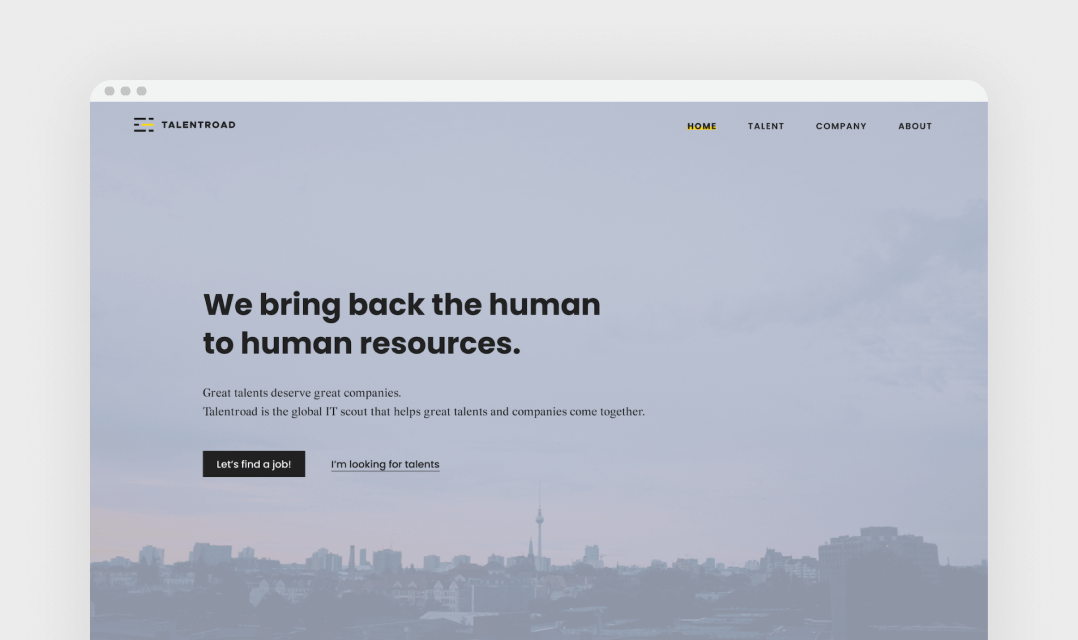 TALENTROAD
HOME TALENT COMPANY ABOUT
We bring back the human
to human resources.
Great talents deserve great companies.
Talentroad is the global IT scout that helps great talents and companies come together.
Let's find a job! I'm looking for talents